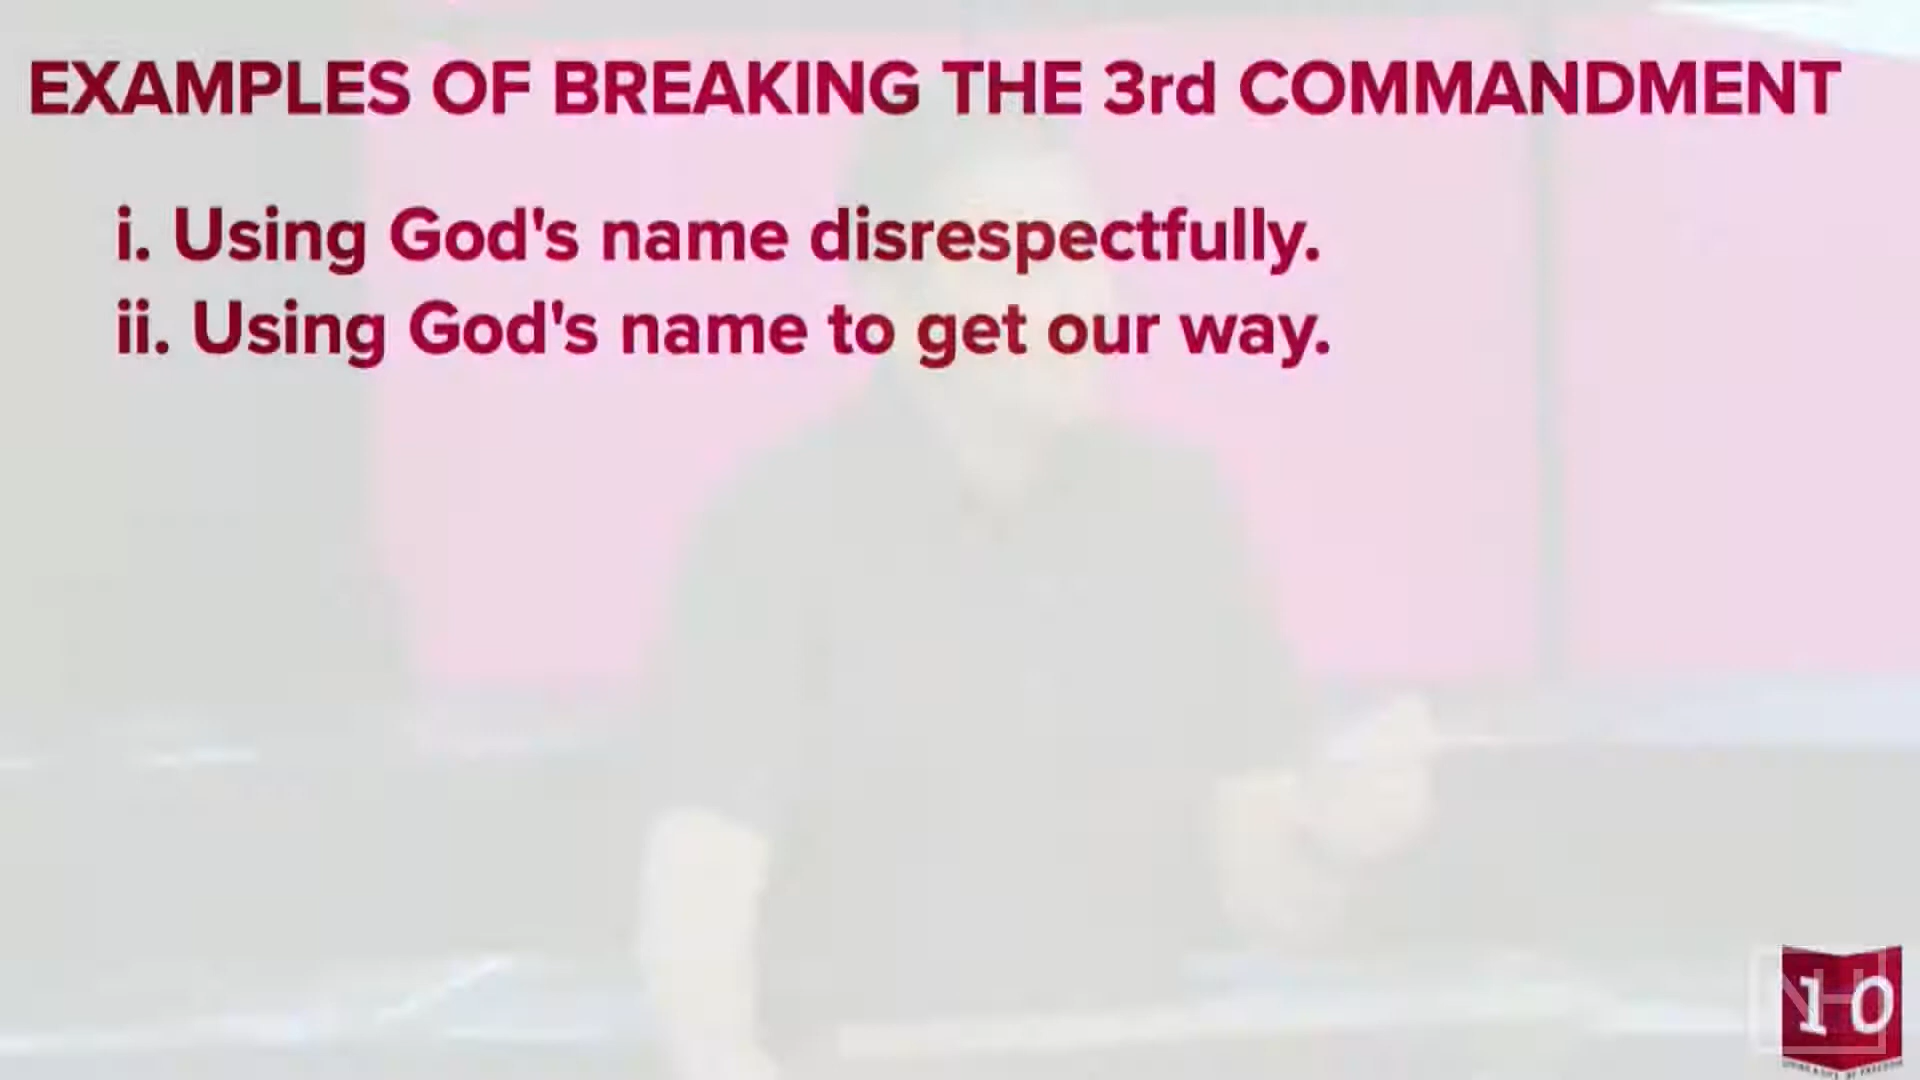 EXAMPLES OF BREAKING THE 3rd COMMANDMENT
i. Using God's name disrespectfully.
ii. Using God's name to get our way.
10
NH